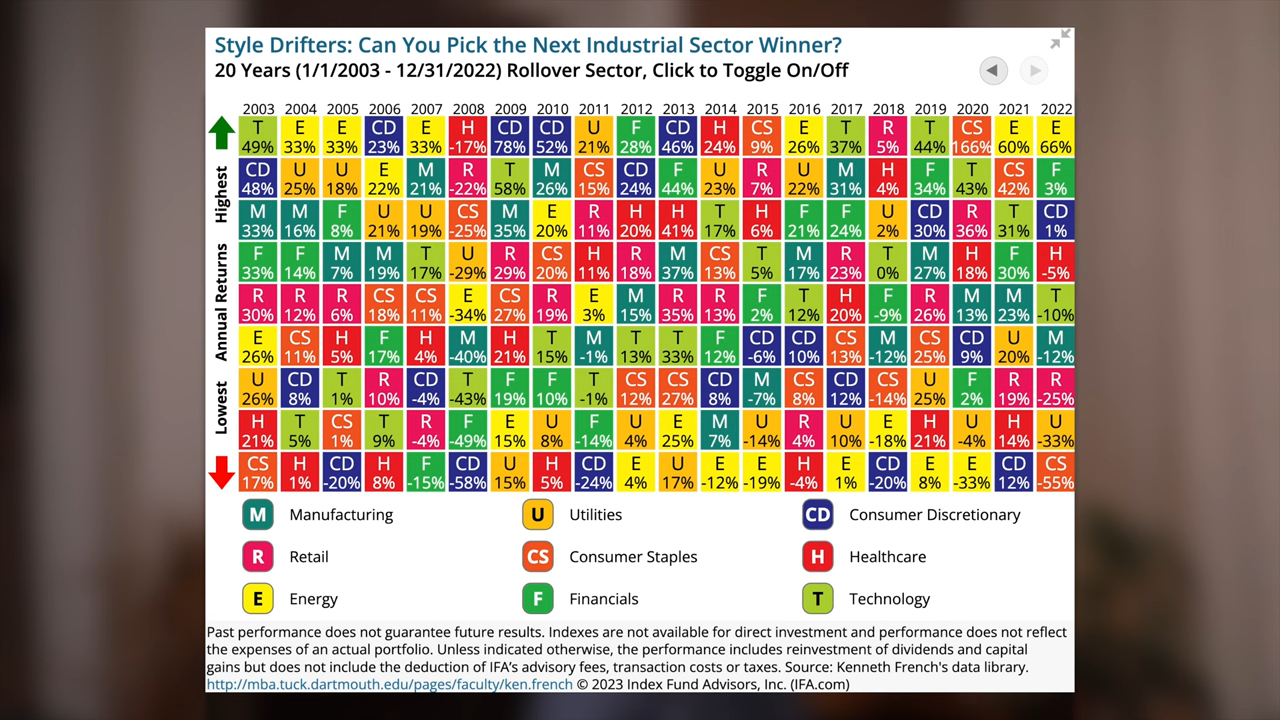 Style Drifters: Can You Pick the Next Industrial Sector Winner?
20 Years (1/1/2003 - 12/31/2022) Rollover Sector, Click to Toggle On/Off
2003 2004 2005 2006 2007 2008 2009 2010 2011 2012 2013 2014 2015 2016 2017 2018 2019 2020 2021 2022
Highest
Annual Returns
Lowest
T E E CD E H CD CD U F CD H CS E T R T CS E E
49% 33% 33% 23% 33% -17% 78% 52% 21% 28% 46% 24% 9% 26% 37% 5% 44% 166% 60% 66%
CD U U E M R T M CS CD F U R U M H F T CS F
48% 25% 18% 22% 21% -22% 58% 26% 15% 24% 44% 23% 7% 22% 31% 4% 34% 43% 42% 3%
M M F U U CS M E R H H T H F F U CD R T CD
33% 16% 8% 21% 19% -25% 35% 20% 11% 20% 41% 17% 6% 21% 24% 2% 30% 36% 31% 1%
F F M M T U R CS H R M CS T M R T M H F H
33% 14% 7% 19% 17% -29% 29% 20% 11% 18% 37% 13% 5% 17% 23% 0% 27% 18% 30% -5%
R R R CS CS E CS R E M R R F T H F R M M T
30% 12% 6% 18% 11% -34% 27% 19% 3% 15% 35% 13% 2% 12% 20% -9% 26% 13% 23% -10%
E CS H F H M H T M T T F CD CD CS M CS CD U M
26% 11% 5% 17% 4% -40% 21% 15% -1% 13% 33% 12% -6% 10% 13% -12% 25% 9% 20% -12%
U CD T R CD T F F T CS CS CD M CS CD CS U F R R
26% 8% 1% 10% -4% -43% 19% 10% -1% 12% 27% 8% -7% 8% 12% -14% 25% 2% 19% -25%
H T CS T R F E U F U E M U R U E H U H U
21% 5% 1% 9% -4% -49% 15% 8% -14% 4% 25% 7% -14% 4% 10% -18% 21% -4% 14% -33%
CS H CD H F CD U H CD E U E E H E CD E E CD CS
17% 1% -20% 8% -15% -58% 15% 5% -24% 4% 17% -12% -19% -4% 1% -20% 8% -33% 12% -55%
M Manufacturing U Utilities CD Consumer Discretionary
R Retail CS Consumer Staples H Healthcare
E Energy F Financials T Technology
Past performance does not guarantee future results. Indexes are not available for direct investment and performance does not reflect
the expenses of an actual portfolio. Unless indicated otherwise, the performance includes reinvestment of dividends and capital
gains but does not include the deduction of IFA's advisory fees, transaction costs or taxes. Source: Kenneth French's data library.
http://mba.tuck.dartmouth.edu/pages/faculty/ken.french © 2023 Index Fund Advisors, Inc. (IFA.com)